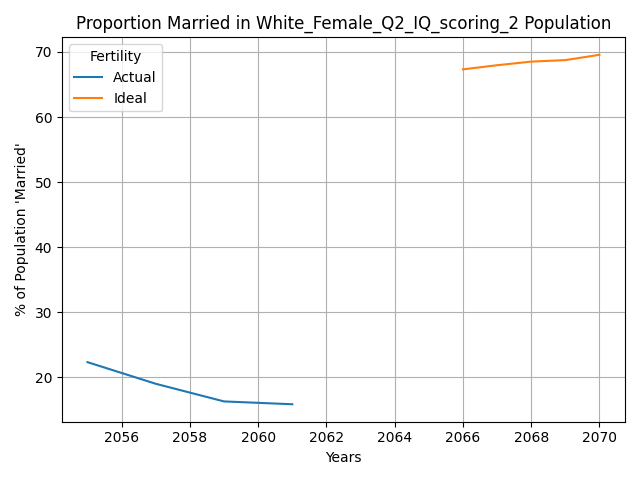 Proportion Married in White_Female_Q2_IQ_scoring_2 Population
% of Population 'Married'
70
60
50
40
30
20
Fertility
Actual
Ideal
2056 2058 2060 2062 2064 2066 2068 2070
Years